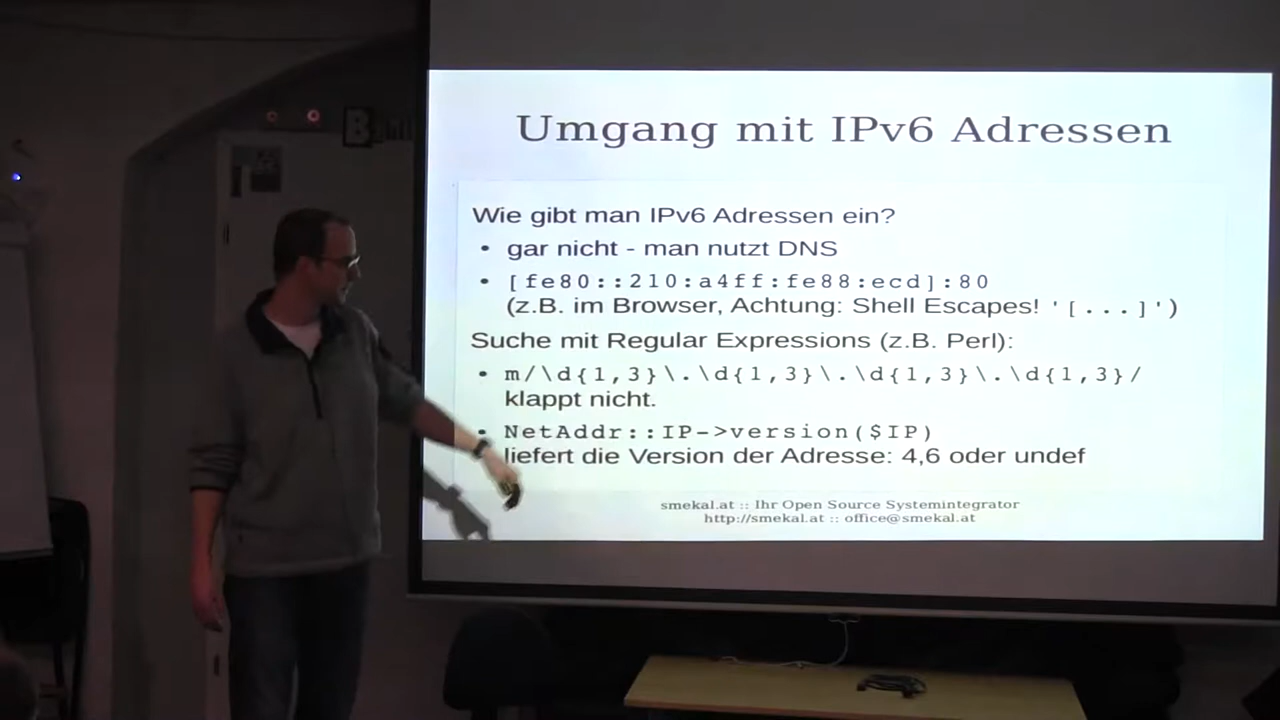 Umgang mit IPv6 Adressen
Wie gibt man IPv6 Adressen ein?
• gar nicht - man nutzt DNS
• [fe80::210:a4ff:fe88:ecd]:80
(z.B. im Browser, Achtung: Shell Escapes! '[...]')
Suche mit Regular Expressions (z.B. Perl):
• m/\d{1,3}\.\d{1,3}\.\d{1,3}\.\d{1,3}/
klappt nicht.
• NetAddr::IP->version($IP)
liefert die Version der Adresse: 4,6 oder undef
smekal.at :: Ihr Open Source Systemintegrator
http://smekal.at :: office@smekal.at